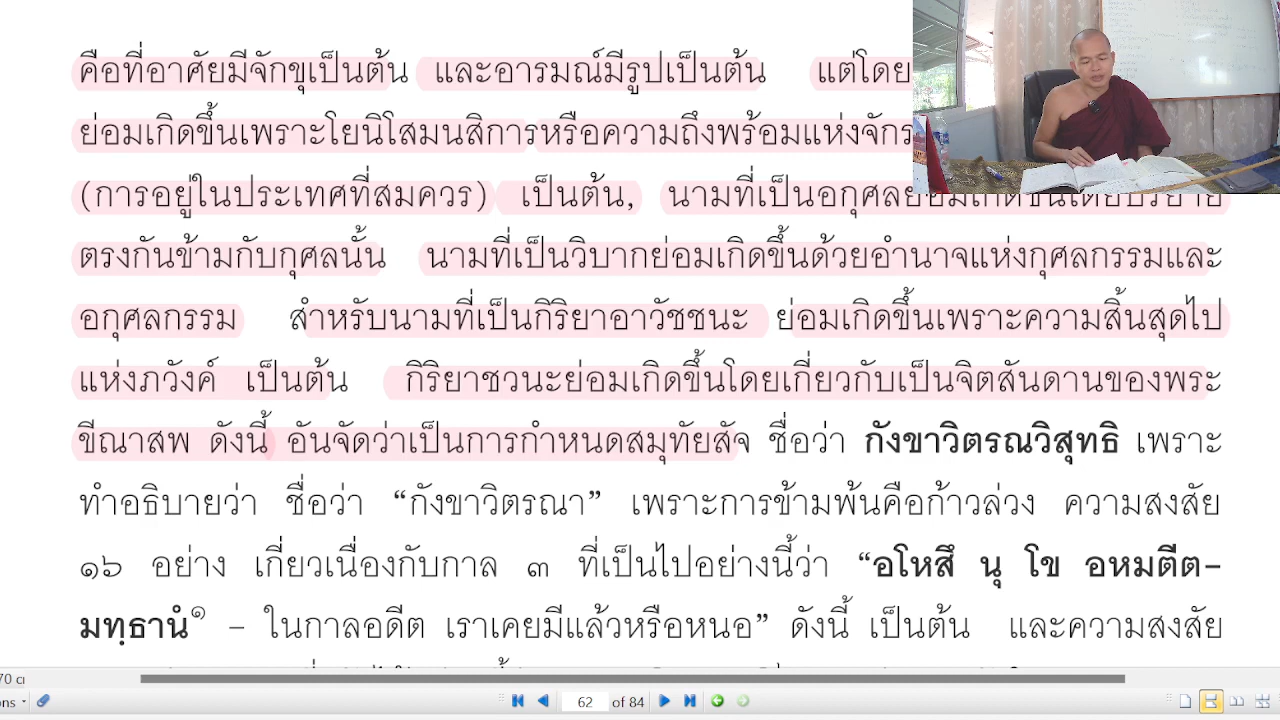 คือที่อาศัยมีจักขุเป็นต้น และอารมณ์มีรูปเป็นต้น แต่โดย
ย่อมเกิดขึ้นเพราะโยนิโสมนสิการหรือความถึงพร้อมแห่งจักร
(การอยู่ในประเทศที่สมควร) เป็นต้น, นามที่เป็นอกุศลย่อมเกิดขึ้นโดยปริยาย
ตรงกันข้ามกับกุศลนั้น นามที่เป็นวิบากย่อมเกิดขึ้นด้วยอำนาจแห่งกุศลกรรมและ
อกุศลกรรม สำหรับนามที่เป็นกิริยาอาวัชชนะ ย่อมเกิดขึ้นเพราะความสิ้นสุดไป
แห่งภวังค์ เป็นต้น กิริยาชวนะย่อมเกิดขึ้นโดยเกี่ยวกับเป็นจิตสันดานของพระ
ขีณาสพ ดังนี้ อันจัดว่าเป็นการกำหนดสมุทัยสัจ ชื่อว่า กังขาวิตรณวิสุทธิ เพราะ
ทำอธิบายว่า ชื่อว่า “กังขาวิตรณา” เพราะการข้ามพ้นคือก้าวล่วง ความสงสัย
๑๖ อย่าง เกี่ยวเนื่องกับกาล ๓ ที่เป็นไปอย่างนี้ว่า “อโหสึ นุ โข อหมตีต-
มทฺธานํ๑ – ในกาลอดีต เราเคยมีแล้วหรือหนอ” ดังนี้ เป็นต้น และความสงสัย
70 c
ons
62 of 84